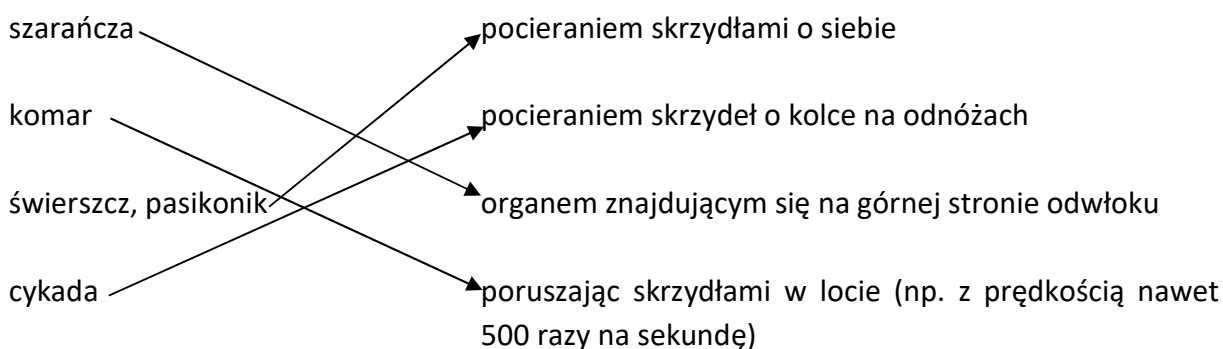 szarańcza pocieraniem skrzydłami o siebie
komar pocieraniem skrzydeł o kolce na odnóżach
świerszcz, pasikonik organem znajdującym się na górnej stronie odwłoku
cykada poruszając skrzydłami w locie (np. z prędkością nawet
500 razy na sekundę)